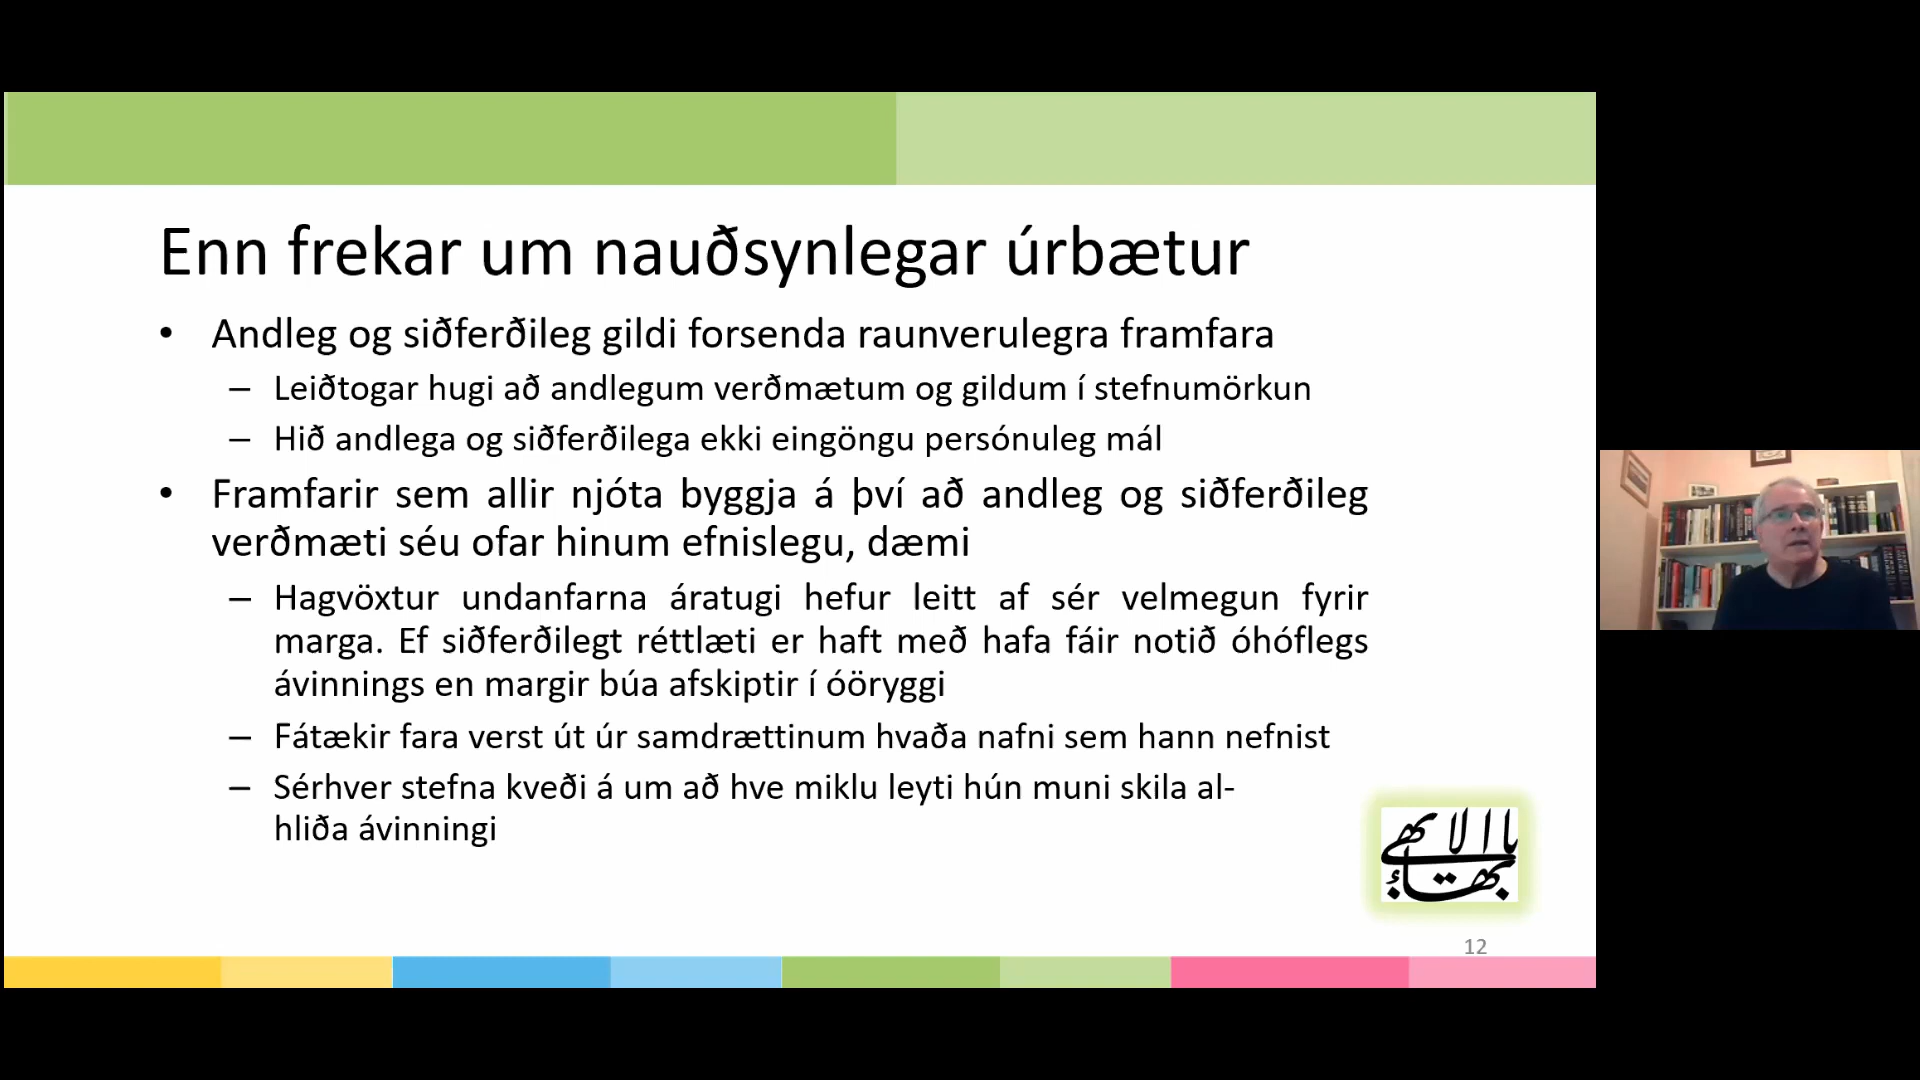 Enn frekar um nauðsynlegar úrbætur
• Andleg og siðferðileg gildi forsenda raunverulegra framfara
– Leiðtogar hugi að andlegum verðmætum og gildum í stefnumörkun
– Hið andlega og siðferðilega ekki eingöngu persónuleg mál
• Framfarir sem allir njóta byggja á því að andleg og siðferðileg
verðmæti séu ofar hinum efnislegu, dæmi
– Hagvöxtur undanfarna áratugi hefur leitt af sér velmegun fyrir
marga. Ef siðferðilegt réttlæti er haft með hafa fáir notið óhóflegs
ávinnings en margir búa afskiptir í óöryggi
– Fátækir fara verst út úr samdrættinum hvaða nafni sem hann nefnist
– Sérhver stefna kveði á um að hve miklu leyti hún muni skila al-
hliða ávinningi
يا بهاء الابهى
12